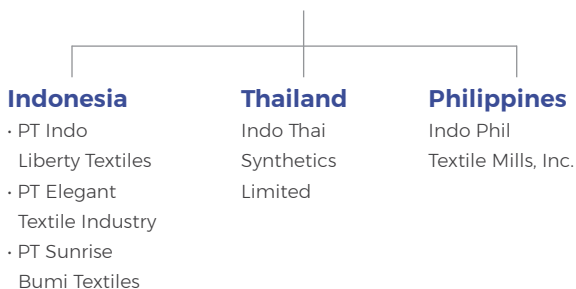 Indonesia
· PT Indo
Liberty Textiles
· PT Elegant
Textile Industry
· PT Sunrise
Bumi Textiles
Thailand
Indo Thai
Synthetics
Limited
Philippines
Indo Phil
Textile Mills, Inc.